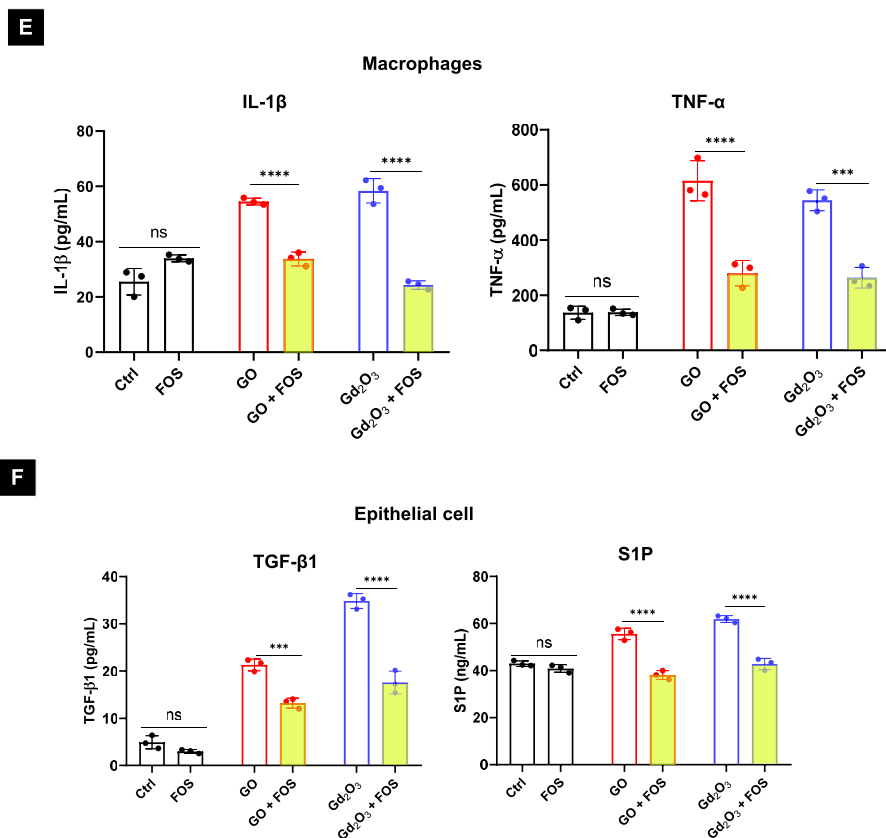 E
Macrophages
IL-1β
IL-1β (pg/mL)
80
60
40
20
0
ns
****
****
Ctrl
FOS
GO
GO + FOS
Gd₂O₃
Gd₂O₃ + FOS
TNF-α
TNF-α (pg/mL)
800
600
400
200
0
ns
****
***
Ctrl
FOS
GO
GO + FOS
Gd₂O₃
Gd₂O₃ + FOS
F
Epithelial cell
TGF-β1
TGF-β1 (pg/mL)
40
30
20
10
0
ns
***
****
Ctrl
FOS
GO
GO + FOS
Gd₂O₃
Gd₂O₃ + FOS
S1P
S1P (ng/mL)
80
60
40
20
0
ns
****
****
Ctrl
FOS
GO
GO + FOS
Gd₂O₃
Gd₂O₃ + FOS